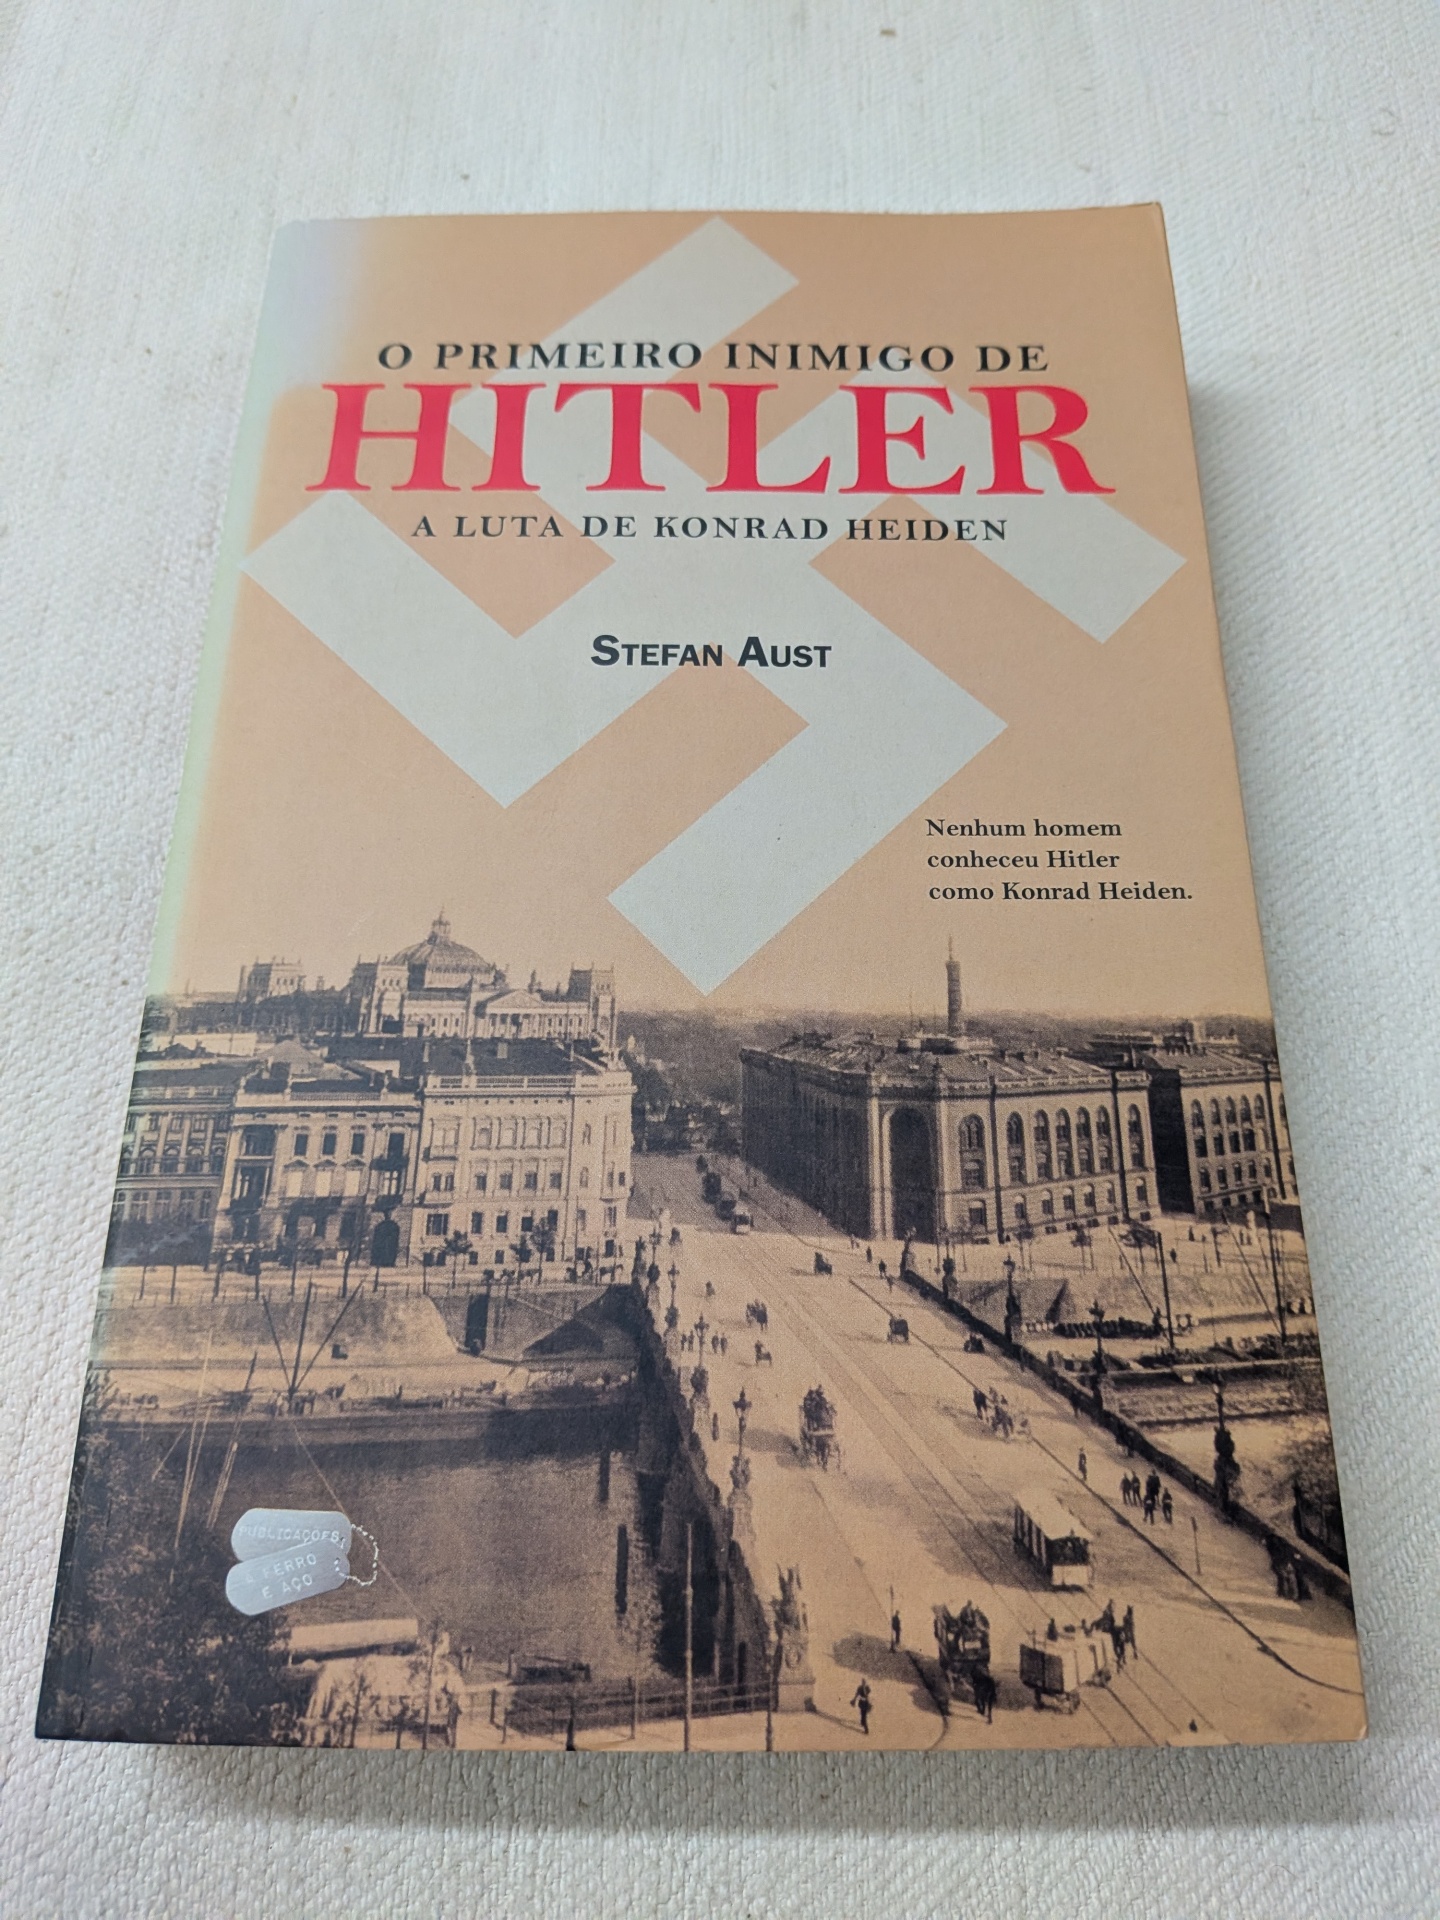 O PRIMEIRO INIMIGO DE
HITLER
A LUTA DE KONRAD HEIDEN
STEFAN AUST
Nenhum homem
conheceu Hitler
como Konrad Heiden.
PUBLICAÇÕES
FERRO
E AÇO